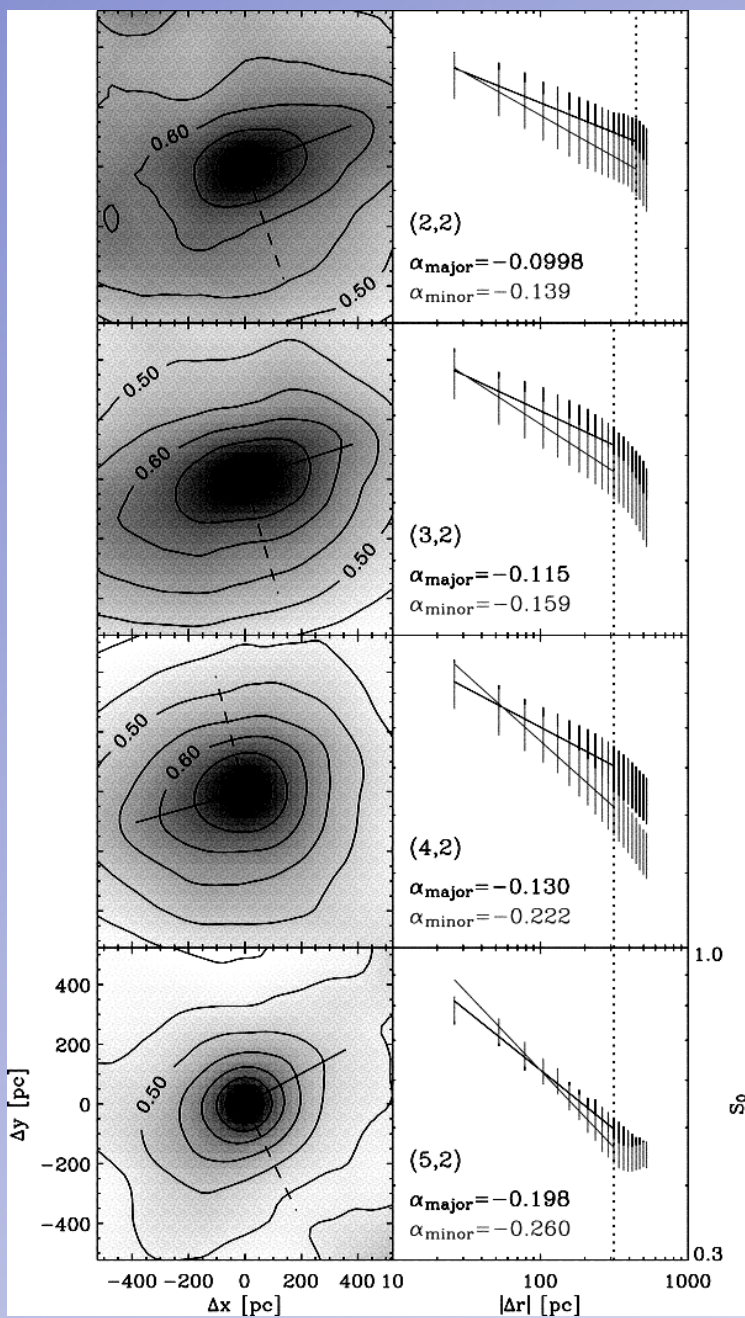 0.60
0.50
(2,2)
α_major=−0.0998
α_minor=−0.139
0.50
0.60
0.50
(3,2)
α_major=−0.115
α_minor=−0.159
0.50
0.60
(4,2)
α_major=−0.130
α_minor=−0.222
0.50
(5,2)
α_major=−0.198
α_minor=−0.260
400
200
0
−200
−400
Δy [pc]
−400 −200 0 200 400
Δx [pc]
10 100 1000
|Δr| [pc]
1.0
S₀
0.3